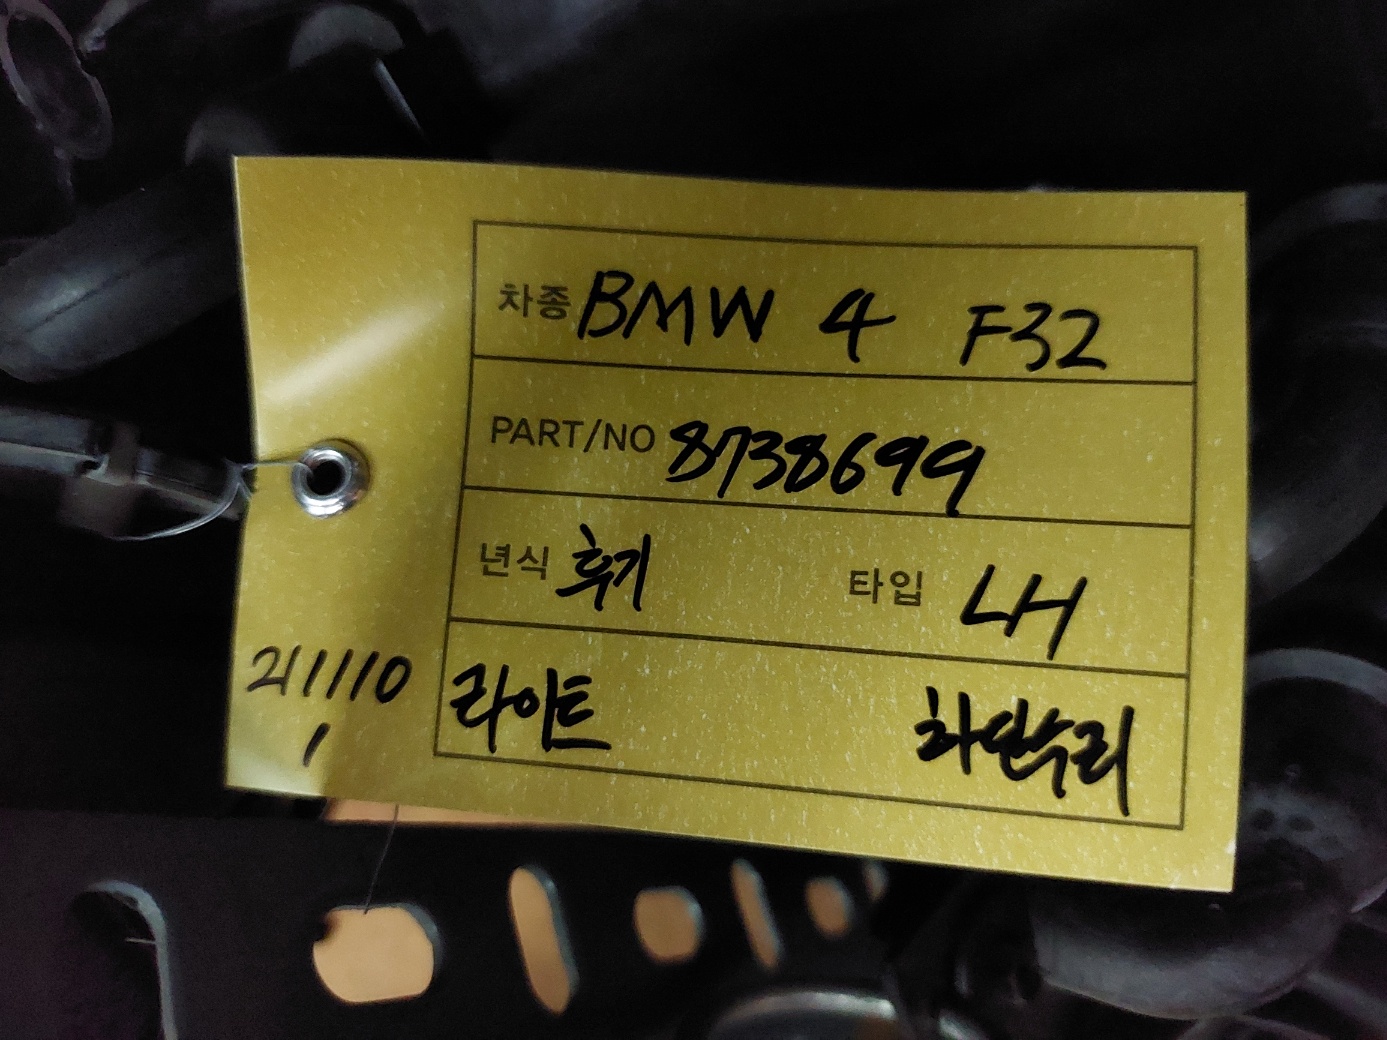 차종 BMW 4 F32
PART/NO 8738699
년식 후기 타입 LH
라이트 하단수리
211110
1